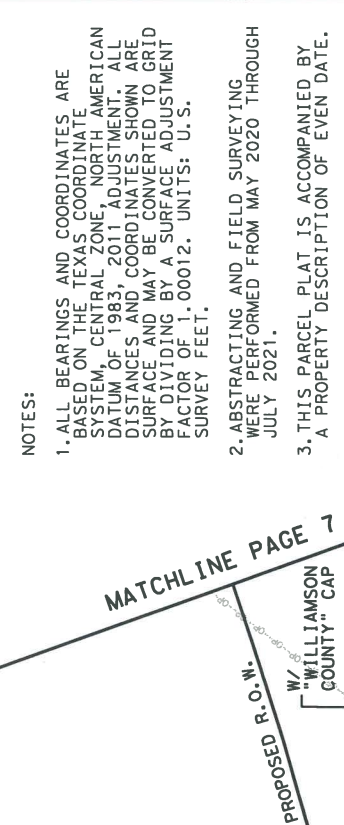 NOTES:
1. ALL BEARINGS AND COORDINATES ARE
BASED ON THE TEXAS COORDINATE
SYSTEM, CENTRAL ZONE, NORTH AMERICAN
DATUM OF 1983, 2011 ADJUSTMENT. ALL
DISTANCES AND COORDINATES SHOWN ARE
SURFACE AND MAY BE CONVERTED TO GRID
BY DIVIDING BY A SURFACE ADJUSTMENT
FACTOR OF 1.00012. UNITS: U.S.
SURVEY FEET.
2. ABSTRACTING AND FIELD SURVEYING
WERE PERFORMED FROM MAY 2020 THROUGH
JULY 2021.
3. THIS PARCEL PLAT IS ACCOMPANIED BY
A PROPERTY DESCRIPTION OF EVEN DATE.
MATCHLINE PAGE 7
PROPOSED R.O.W.
W/
"WILLIAMSON
COUNTY" CAP
OP OP OP OP